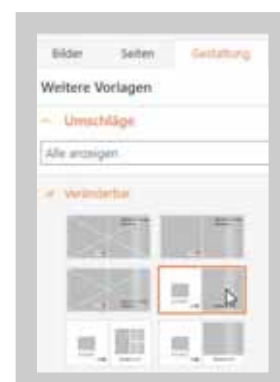 Bilder Seiten Gestaltung
Weitere Vorlagen
Umschläge
Alle anzeigen
Veränderbar